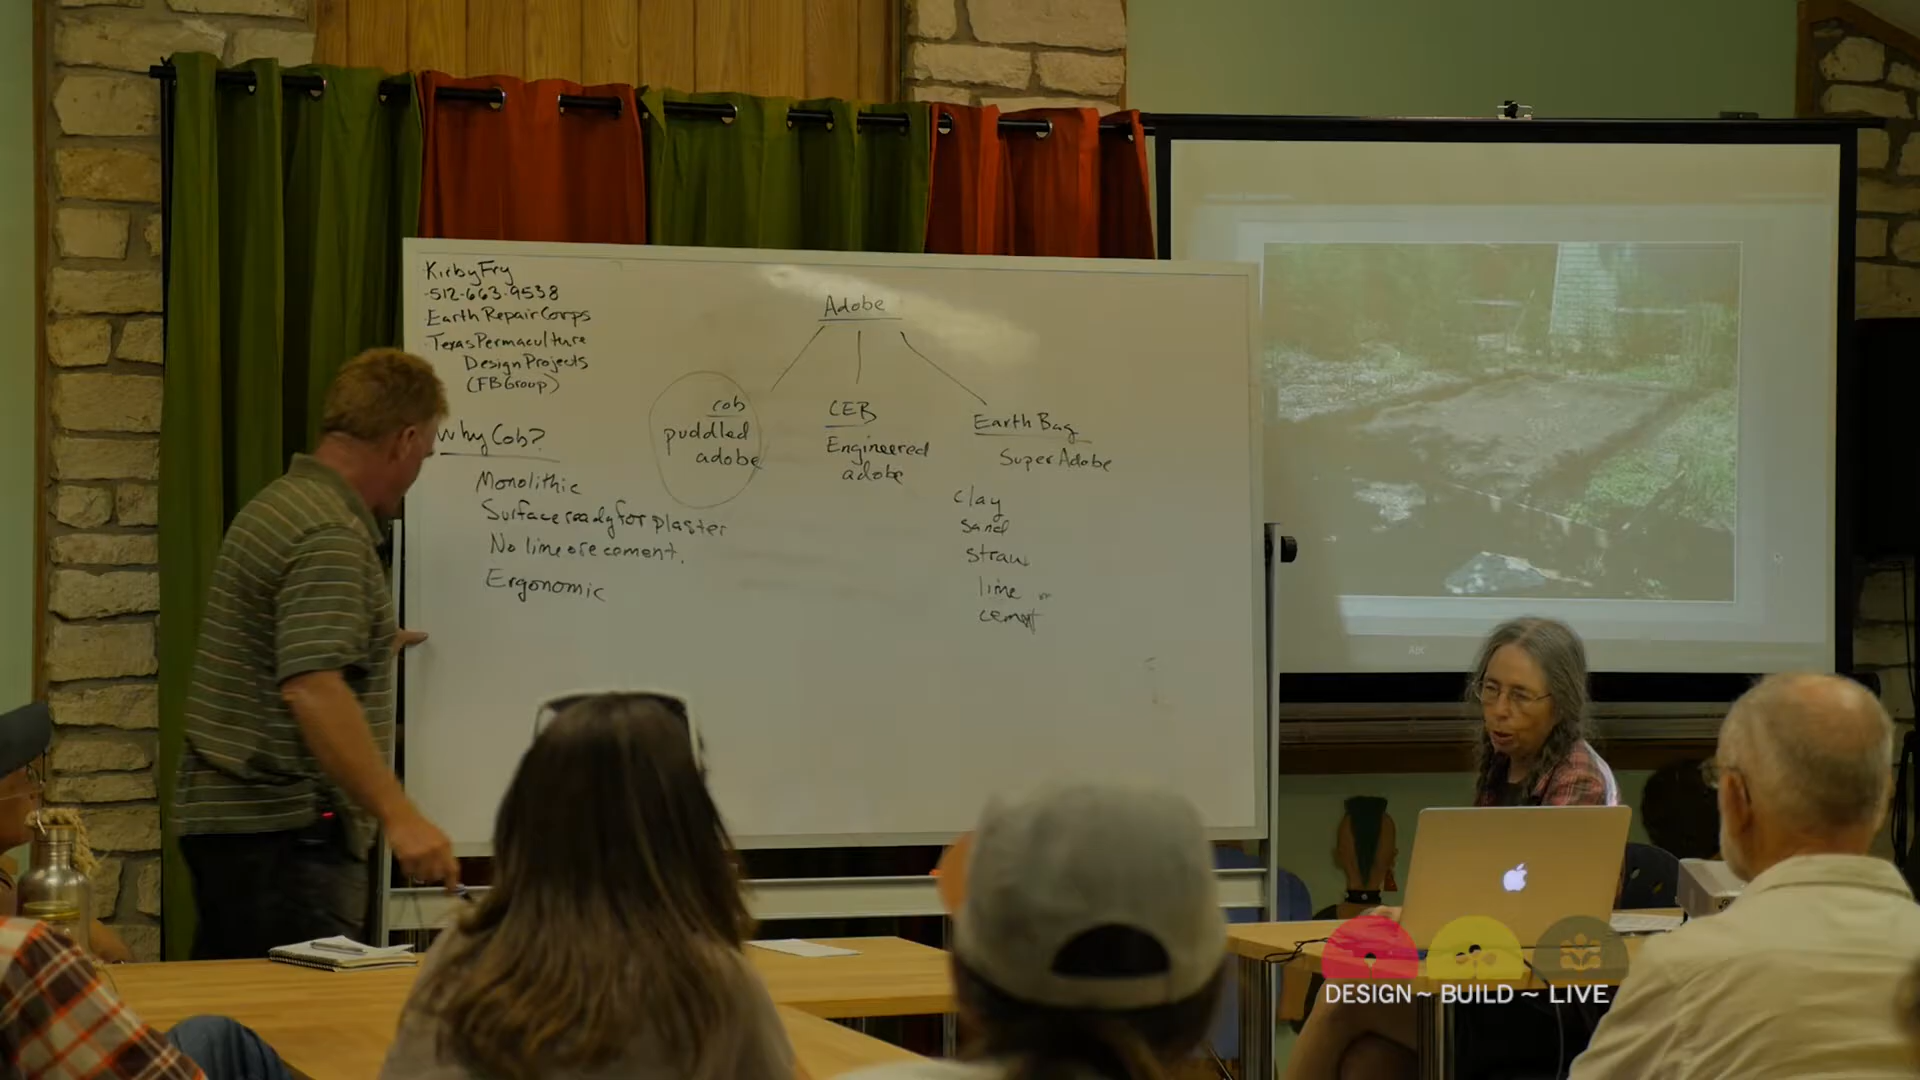 Kirby Fry
-512-663-9538
Earth Repair Corps
Texas Permaculture
Design Projects
(FB Group)
Why Cob?
Monolithic
Surface ready for plaster
No lime ore cement.
Ergonomic
Adobe
cob
puddled
adobe
CEB
Engineered
adobe
Earth Bag
Super Adobe
clay
sand
straw
lime or
cement
ABC
DESIGN ~ BUILD ~ LIVE